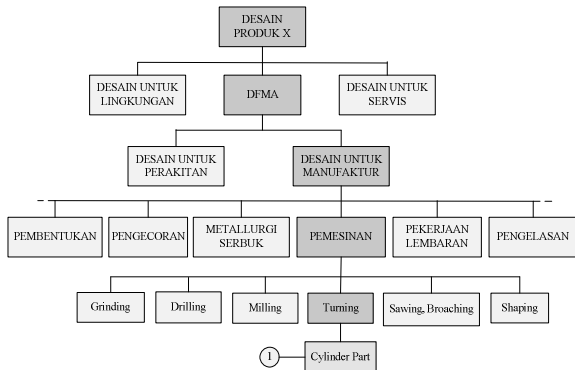 DESAIN
PRODUK X
DESAIN UNTUK
LINGKUNGAN
DFMA
DESAIN UNTUK
SERVIS
DESAIN UNTUK
PERAKITAN
DESAIN UNTUK
MANUFAKTUR
PEMBENTUKAN
PENGECORAN
METALLURGI
SERBUK
PEMESINAN
PEKERJAAN
LEMBARAN
PENGELASAN
Grinding
Drilling
Milling
Turning
Sawing, Broaching
Shaping
1
Cylinder Part